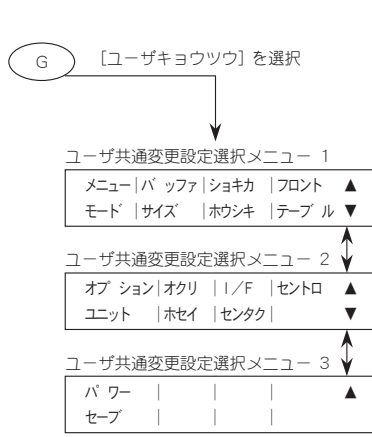 G ［ユーザキョウツウ］を選択
ユーザ共通変更設定選択メニュー 1
メニュー｜バッファ｜ショキカ｜フロント ▲
モード｜サイズ｜ホウシキ｜テーブル ▼
ユーザ共通変更設定選択メニュー 2
オプション｜オクリ｜I／F｜セントロ ▲
ユニット｜ホセイ｜センタク｜ ▼
ユーザ共通変更設定選択メニュー 3
パワー｜｜｜ ▲
セーブ｜｜｜